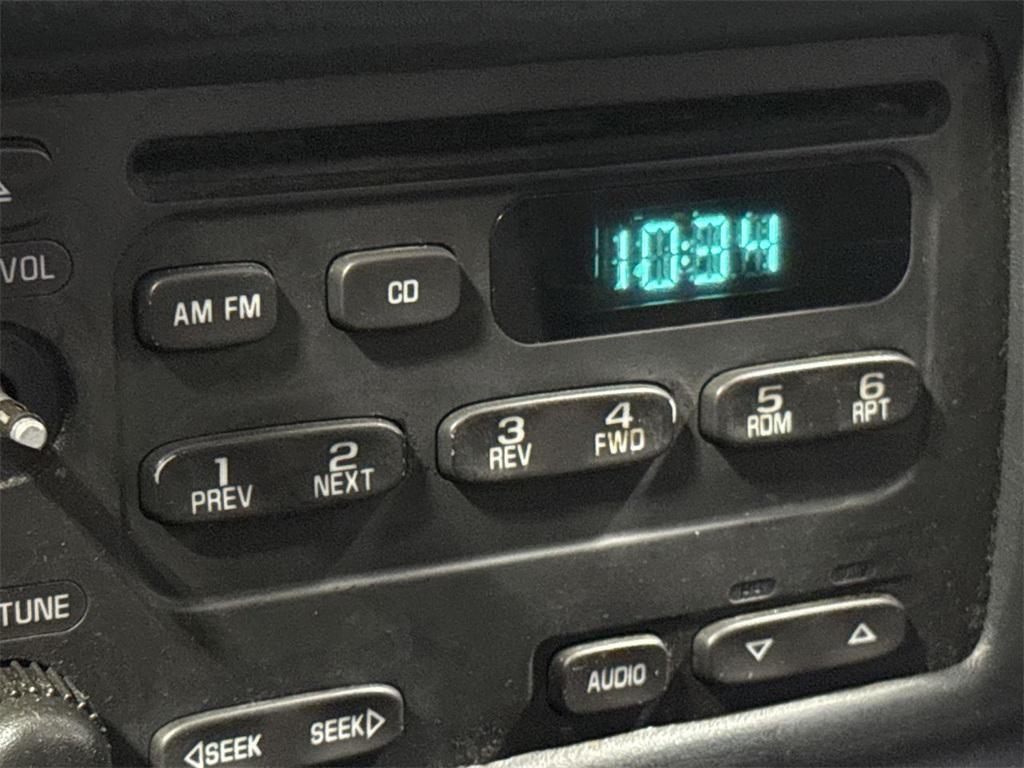 VOL
AM FM
CD
10:34
1
PREV
2
NEXT
3
REV
4
FWD
5
RDM
6
RPT
TUNE
HR
AUDIO
SEEK
SEEK